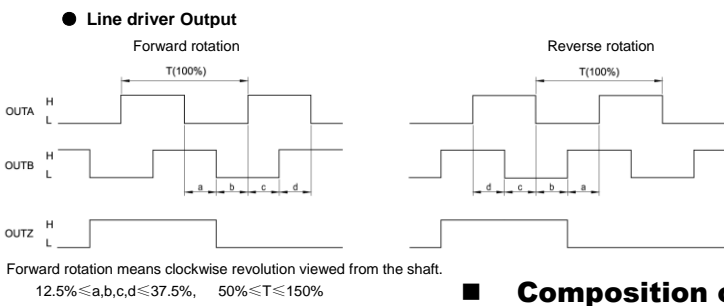 ● Line driver Output
Forward rotation
T(100%)
OUTA H
L
OUTB H
L
a b c d
OUTZ H
L
Reverse rotation
T(100%)
d c b a
Forward rotation means clockwise revolution viewed from the shaft.
12.5%≤a,b,c,d≤37.5%, 50%≤T≤150%
■ Composition